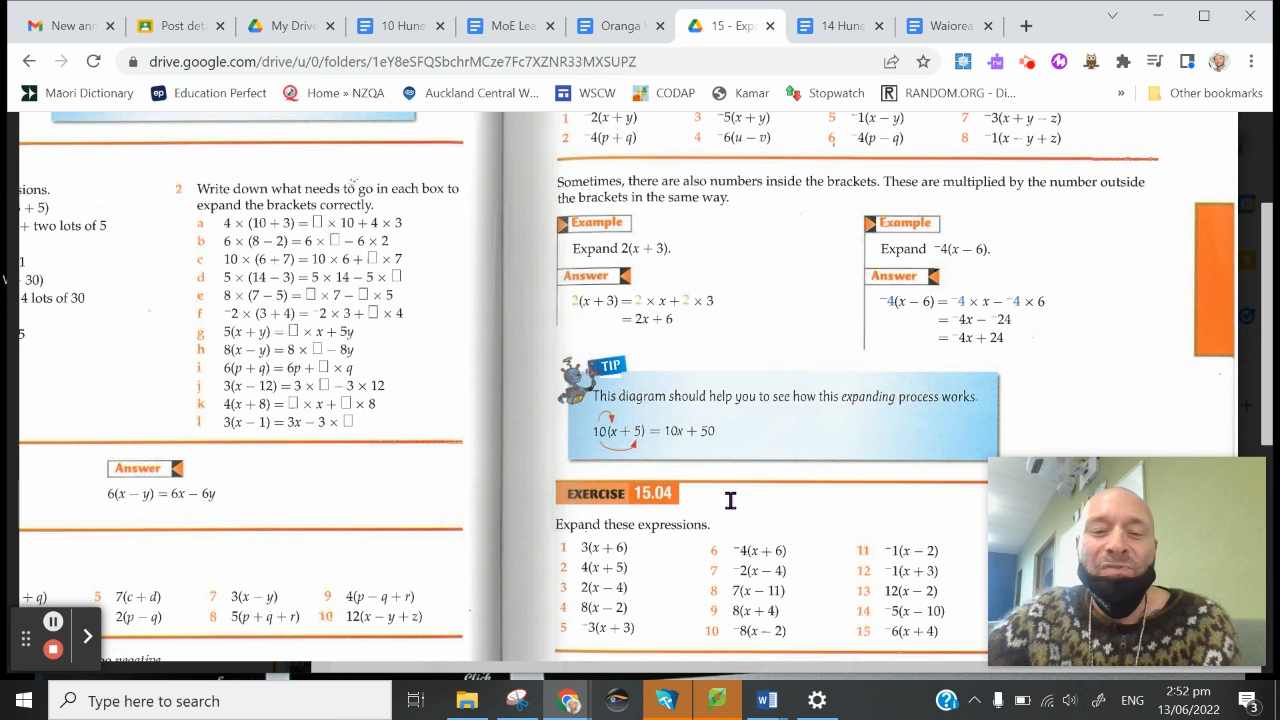 New ann
Post det
My Driv
10 Hune
MoE Lea
Oranga
15 - Exp
14 Hune
Waiorea
drive.google.com/drive/u/0/folders/1eY8eSFQSbchrMCze7Fc7XZNR33MXSUPZ
Māori Dictionary
Education Perfect
Home » NZQA
Auckland Central W...
WSCW
CODAP
Kamar
Stopwatch
RANDOM.ORG - Di...
»
Other bookmarks
sions.
+ 5)
+ two lots of 5
30)
4 lots of 30
2 Write down what needs to go in each box to
expand the brackets correctly.
a 4 × (10 + 3) = □ × 10 + 4 × 3
b 6 × (8 − 2) = 6 × □ − 6 × 2
c 10 × (6 + 7) = 10 × 6 + □ × 7
d 5 × (14 − 3) = 5 × 14 − 5 × □
e 8 × (7 − 5) = □ × 7 − □ × 5
f ⁻2 × (3 + 4) = ⁻2 × 3 + □ × 4
g 5(x + y) = □ × x + 5y
h 8(x − y) = 8 × □ − 8y
i 6(p + q) = 6p + □ × q
j 3(x − 12) = 3 × □ − 3 × 12
k 4(x + 8) = □ × x + □ × 8
l 3(x − 1) = 3x − 3 × □
Answer
6(x − y) = 6x − 6y
+ q)
5 7(c + d) 7 3(x − y) 9 4(p − q + r)
2(p − q) 8 5(p + q + r) 10 12(x − y + z)
negative
1 ⁻2(x + y) 3 ⁻5(x + y) 5 ⁻1(x − y) 7 ⁻3(x + y − z)
2 ⁻4(p + q) 4 ⁻6(u − v) 6 ⁻4(p − q) 8 ⁻1(x − y + z)
Sometimes, there are also numbers inside the brackets. These are multiplied by the number outside
the brackets in the same way.
Example
Expand 2(x + 3).
Answer
2(x + 3) = 2 × x + 2 × 3
= 2x + 6
Example
Expand ⁻4(x − 6).
Answer
⁻4(x − 6) = ⁻4 × x − ⁻4 × 6
= ⁻4x − ⁻24
= ⁻4x + 24
TIP
This diagram should help you to see how this expanding process works.
10(x + 5) = 10x + 50
EXERCISE 15.04
Expand these expressions.
1 3(x + 6) 6 ⁻4(x + 6) 11 ⁻1(x − 2)
2 4(x + 5) 7 ⁻2(x − 4) 12 ⁻1(x + 3)
3 2(x − 4) 8 7(x − 11) 13 12(x − 2)
4 8(x − 2) 9 8(x + 4) 14 ⁻5(x − 10)
5 ⁻3(x + 3) 10 ⁻8(x − 2) 15 ⁻6(x + 4)
Click
Type here to search
ENG
2:52 pm
13/06/2022
3